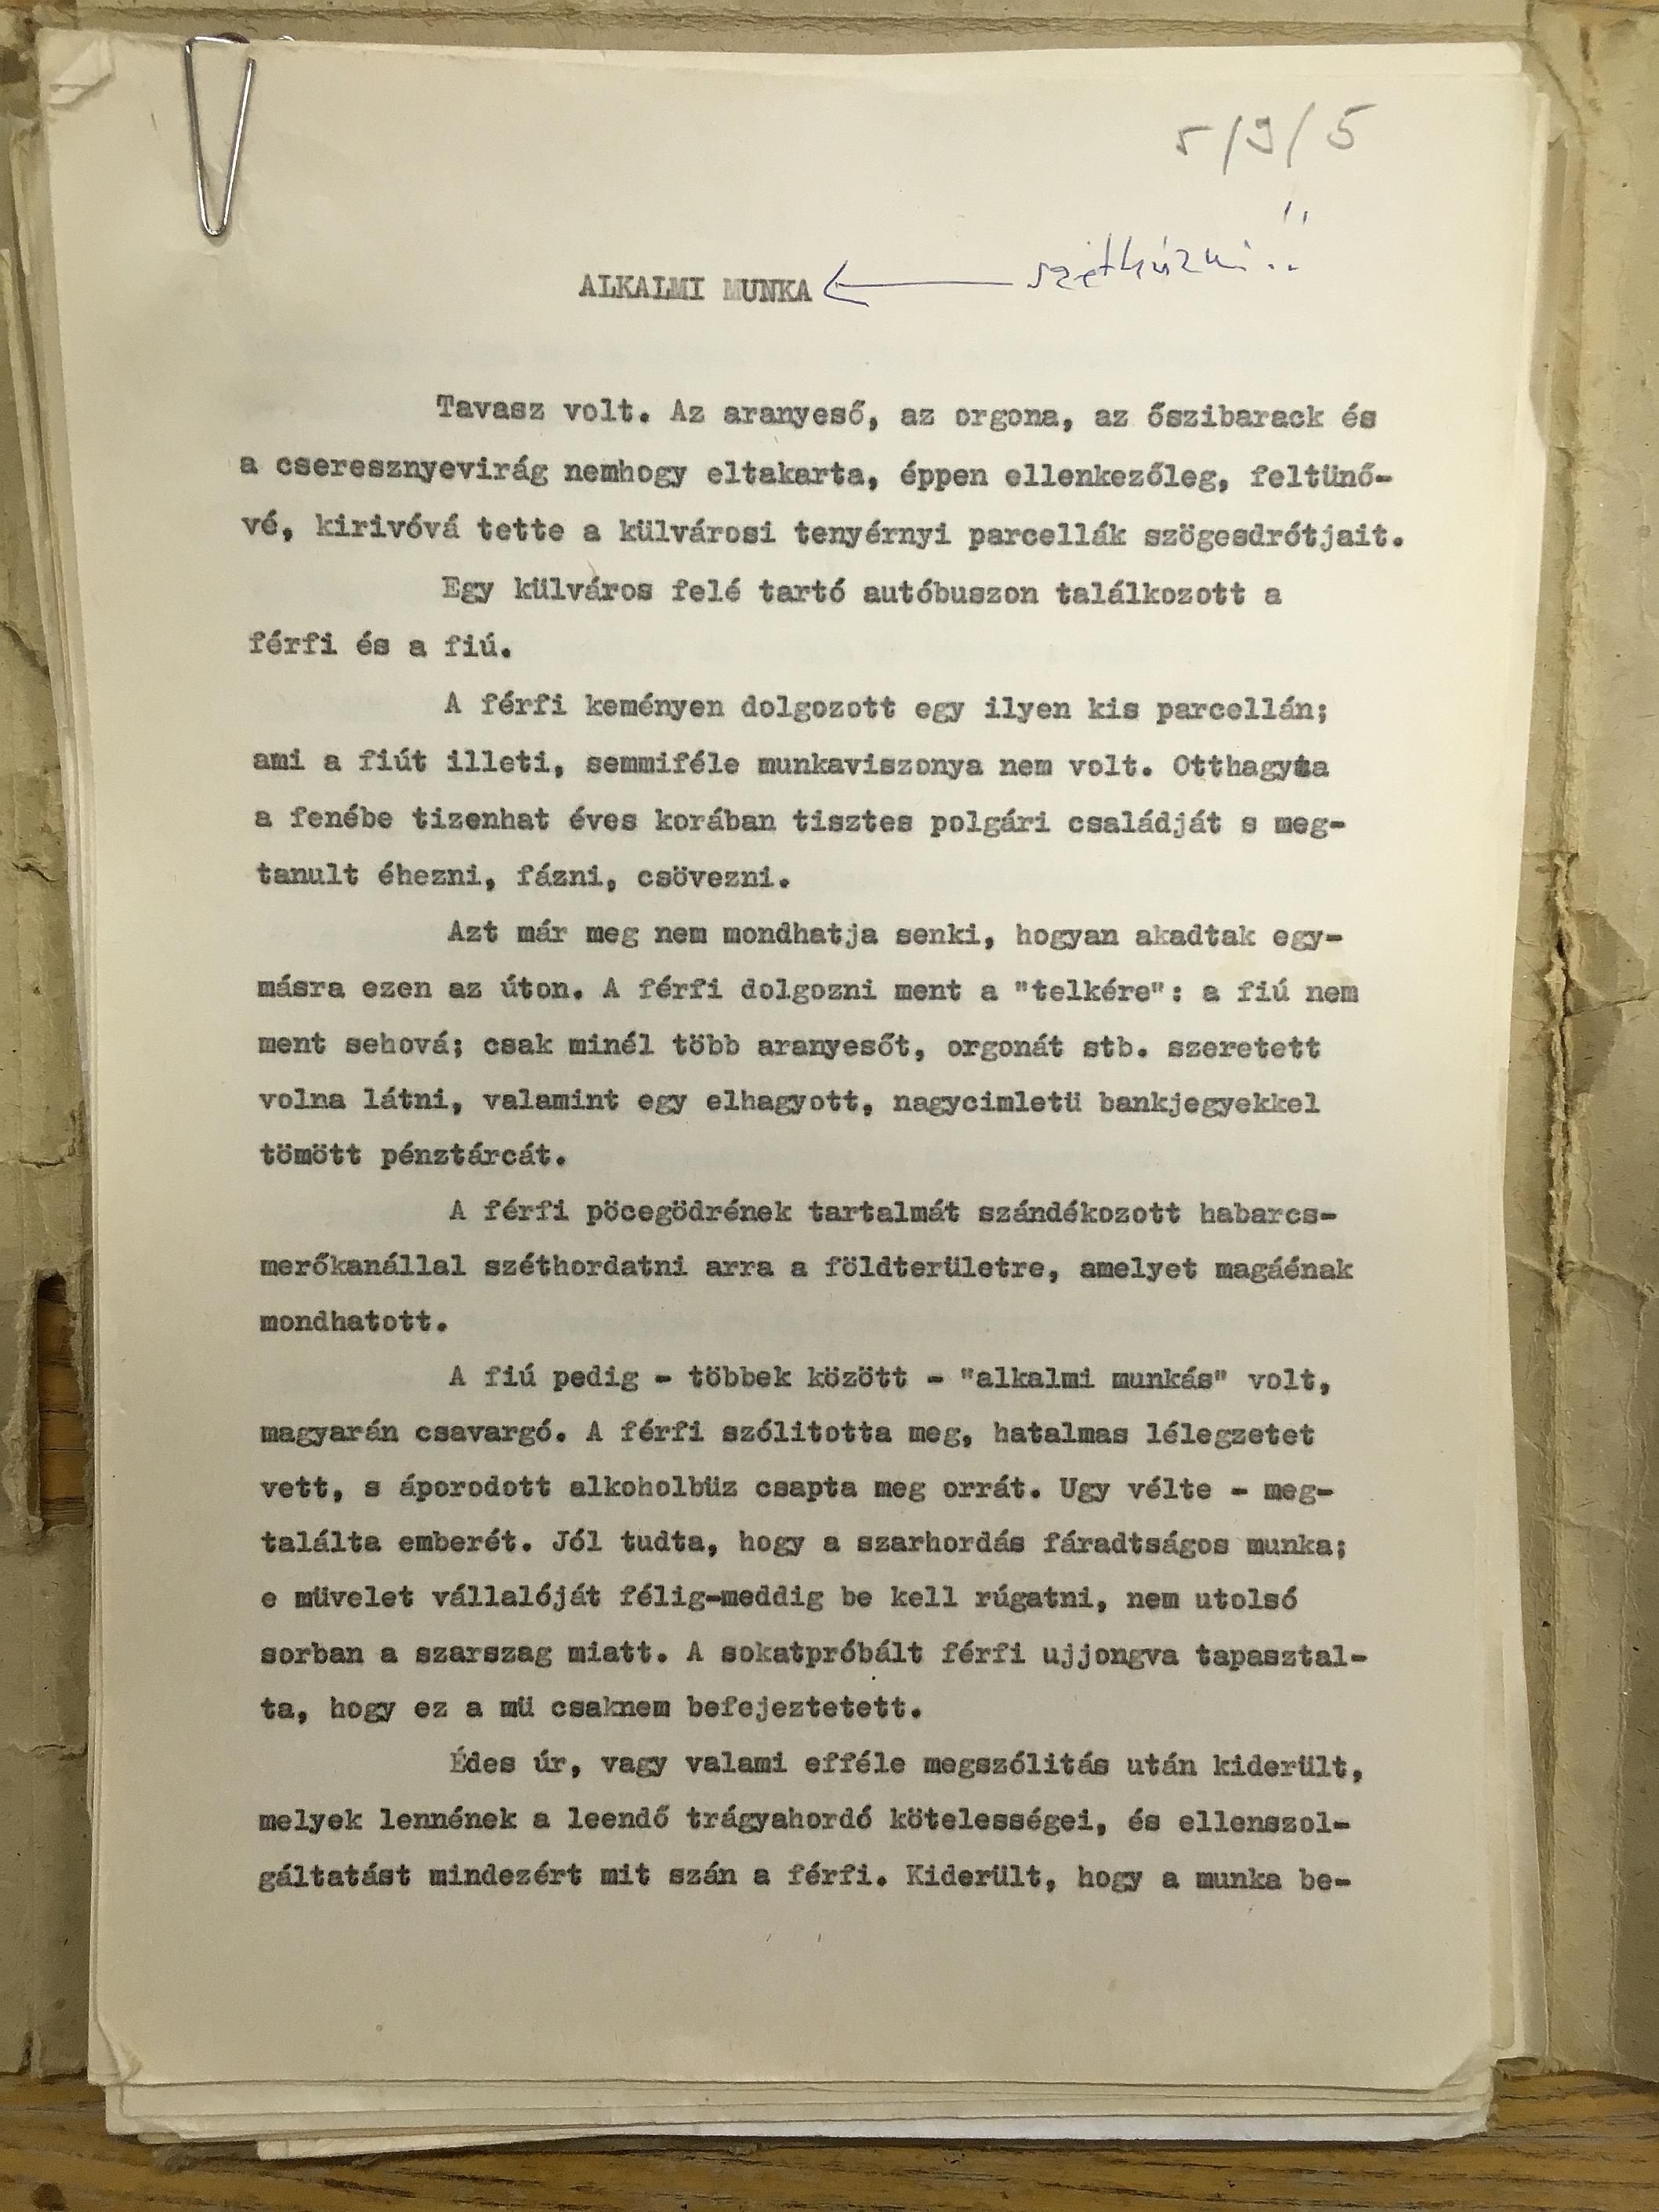 5/9/5
széthúzni!!
ALKALMI MUNKA
Tavasz volt. Az aranyeső, az orgona, az őszibarack és
a cseresznyevirág nemhogy eltakarta, éppen ellenkezőleg, feltünő-
vé, kirivóvá tette a külvárosi tenyérnyi parcellák szögesdrótjait.
Egy külváros felé tartó autóbuszon találkozott a
férfi és a fiú.
A férfi keményen dolgozott egy ilyen kis parcellán;
ami a fiút illeti, semmiféle munkaviszonya nem volt. Otthagyta
a fenébe tizenhat éves korában tisztes polgári családját s meg-
tanult éhezni, fázni, csövezni.
Azt már meg nem mondhatja senki, hogyan akadtak egy-
másra ezen az úton. A férfi dolgozni ment a "telkére": a fiú nem
ment sehová; csak minél több aranyesőt, orgonát stb. szeretett
volna látni, valamint egy elhagyott, nagycimletü bankjegyekkel
tömött pénztárcát.
A férfi pöcegödrének tartalmát szándékozott habarcs-
merőkanállal széthordatni arra a földterületre, amelyet magáénak
mondhatott.
A fiú pedig - többek között - "alkalmi munkás" volt,
magyarán csavargó. A férfi szólitotta meg, hatalmas lélegzetet
vett, s áporodott alkoholbüz csapta meg orrát. Ugy vélte - meg-
találta emberét. Jól tudta, hogy a szarhordás fáradtságos munka;
e müvelet vállalóját félig-meddig be kell rúgatni, nem utolsó
sorban a szarszag miatt. A sokatpróbált férfi ujjongva tapasztal-
ta, hogy ez a mü csaknem befejeztetett.
Édes úr, vagy valami efféle megszólitás után kiderült,
melyek lennének a leendő trágyahordó kötelességei, és ellenszol-
gáltatást mindezért mit szán a férfi. Kiderült, hogy a munka be-